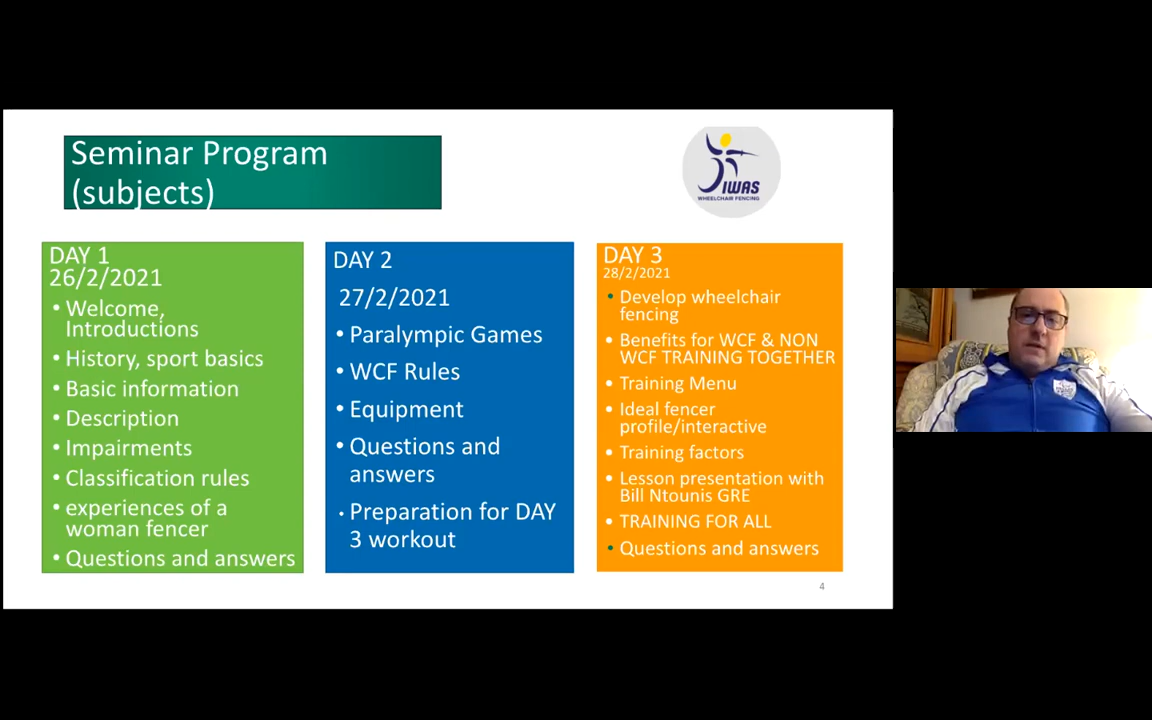 Seminar Program
(subjects)
IWAS
WHEELCHAIR FENCING
DAY 1
26/2/2021
• Welcome,
Introductions
• History, sport basics
• Basic information
• Description
• Impairments
• Classification rules
• experiences of a
woman fencer
• Questions and answers
DAY 2
27/2/2021
• Paralympic Games
• WCF Rules
• Equipment
• Questions and
answers
• Preparation for DAY
3 workout
DAY 3
28/2/2021
• Develop wheelchair
fencing
• Benefits for WCF & NON
WCF TRAINING TOGETHER
• Training Menu
• Ideal fencer
profile/interactive
• Training factors
• Lesson presentation with
Bill Ntounis GRE
• TRAINING FOR ALL
• Questions and answers
4